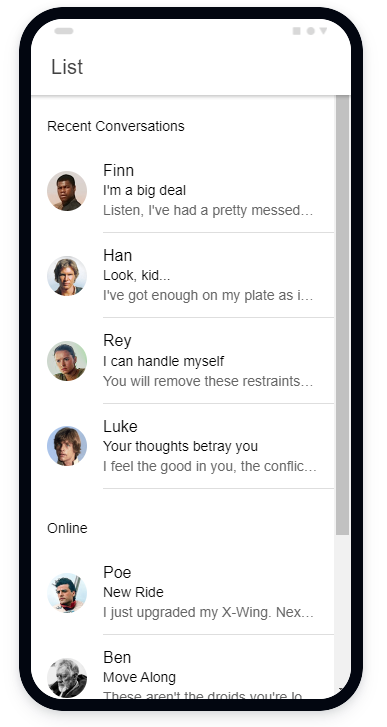 List
Recent Conversations
Finn
I'm a big deal
Listen, I've had a pretty messed...
Han
Look, kid...
I've got enough on my plate as i...
Rey
I can handle myself
You will remove these restraints...
Luke
Your thoughts betray you
I feel the good in you, the conflic...
Online
Poe
New Ride
I just upgraded my X-Wing. Nex...
Ben
Move Along
These aren't the droids you're lo...